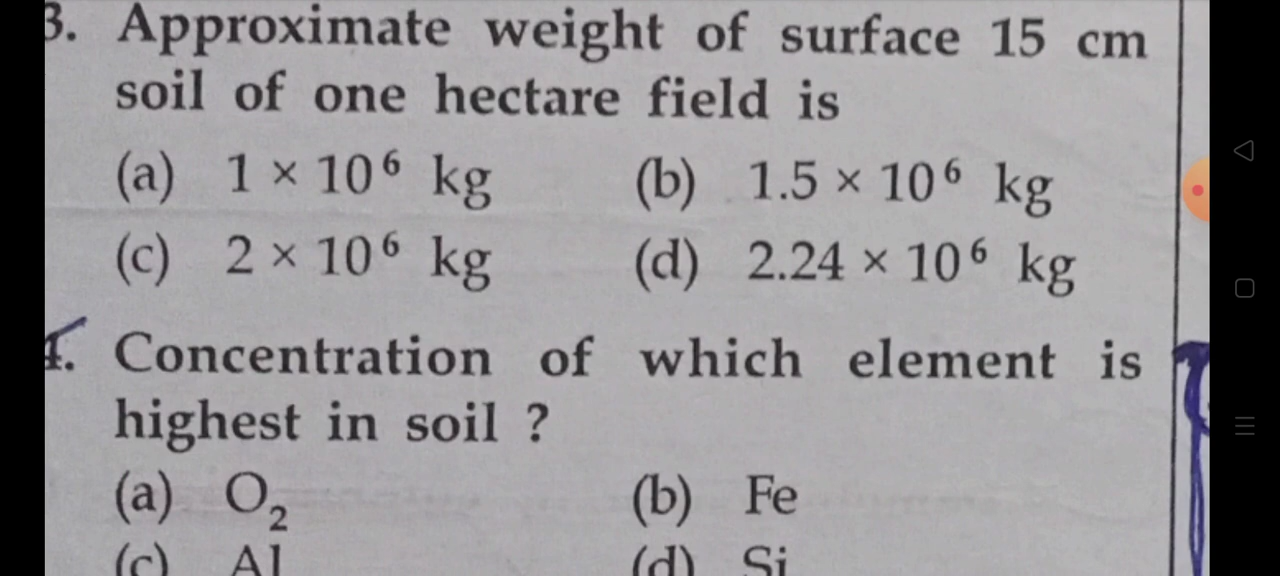 3. Approximate weight of surface 15 cm
soil of one hectare field is
(a) 1 × 10⁶ kg (b) 1.5 × 10⁶ kg
(c) 2 × 10⁶ kg (d) 2.24 × 10⁶ kg
4. Concentration of which element is
highest in soil ?
(a) O₂ (b) Fe
(c) Al (d) Si